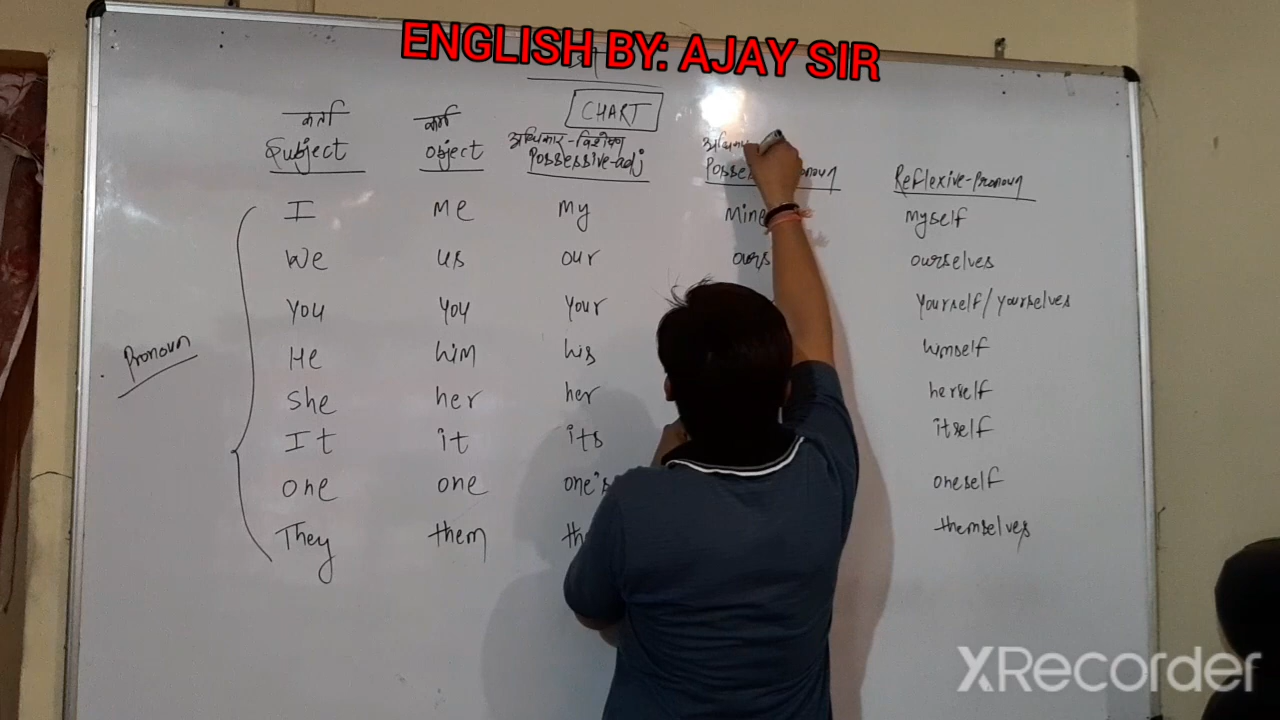 ENGLISH BY: AJAY SIR
CHART
कर्ता कर्म अधिकार-विशेषण
Subject object Possessive-adj Reflexive-Pronoun
I me my Mine myself
We us our ours ourselves
You you your yourself/yourselves
He him his himself
She her her herself
It it its itself
One one one's oneself
They them themselves
Pronoun
XRecorder